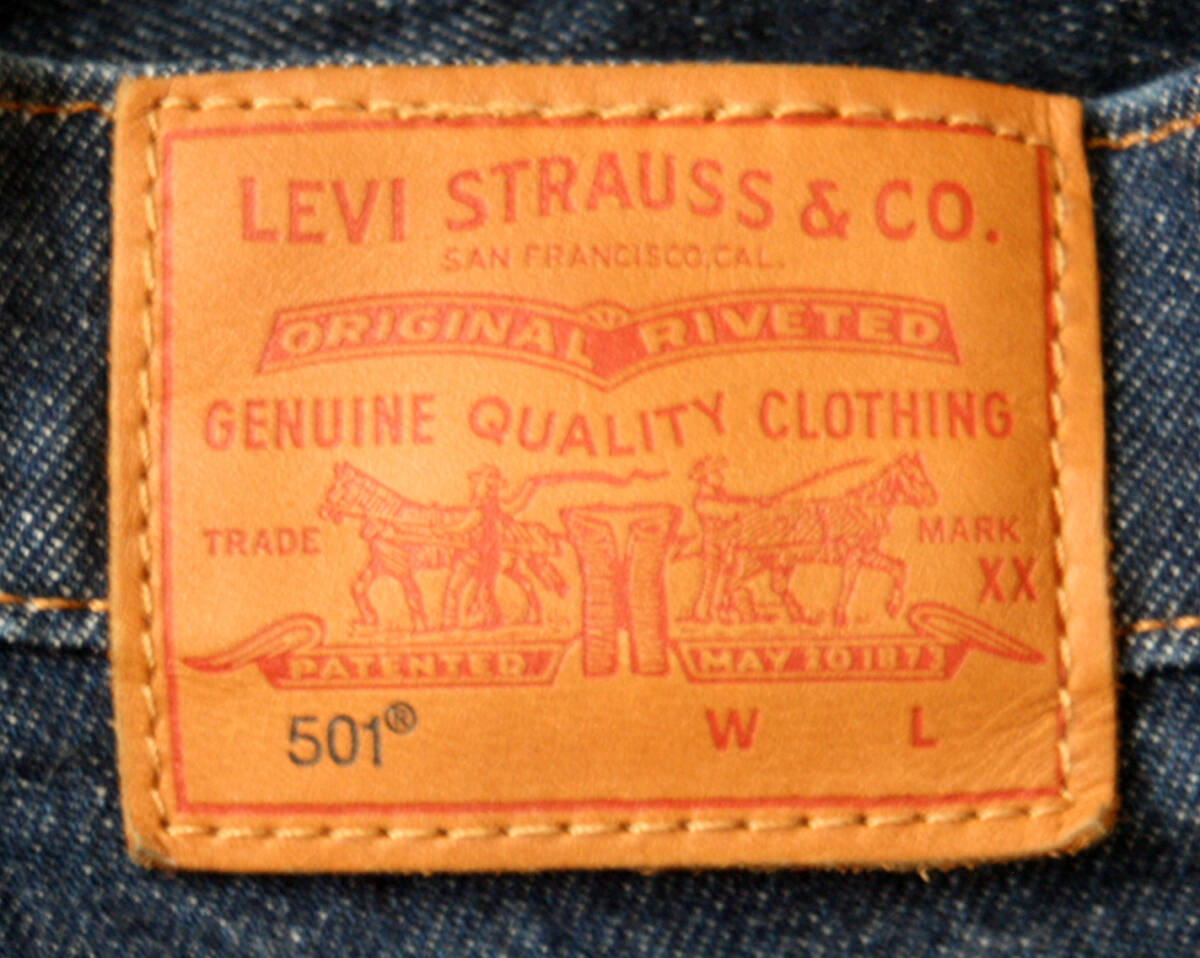 LEVI STRAUSS & CO.
SAN FRANCISCO, CAL.
ORIGINAL RIVETED
GENUINE QUALITY CLOTHING
TRADE MARK
XX
PATENTED MAY 20 1873
501® W L